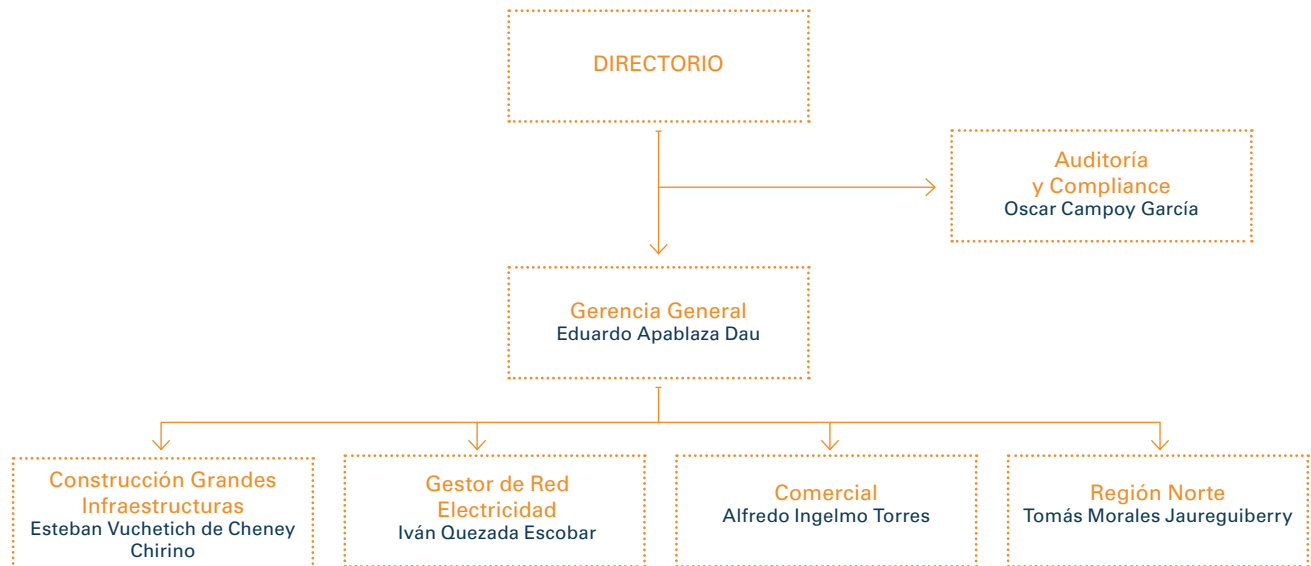 DIRECTORIO
Auditoría
y Compliance
Oscar Campoy García
Gerencia General
Eduardo Apablaza Dau
Construcción Grandes
Infraestructuras
Esteban Vuchetich de Cheney
Chirino
Gestor de Red
Electricidad
Iván Quezada Escobar
Comercial
Alfredo Ingelmo Torres
Región Norte
Tomás Morales Jaureguiberry